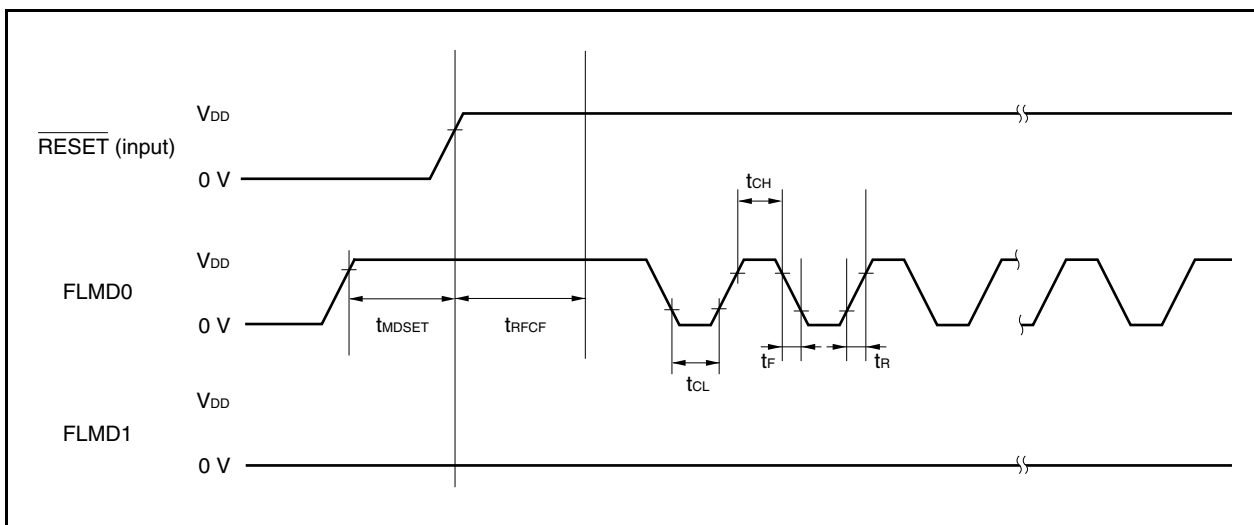 VDD
RESET (input)
0 V
tCH
VDD
FLMD0
tMDSET
tRFCF
0 V
tF
tR
tCL
VDD
FLMD1
0 V